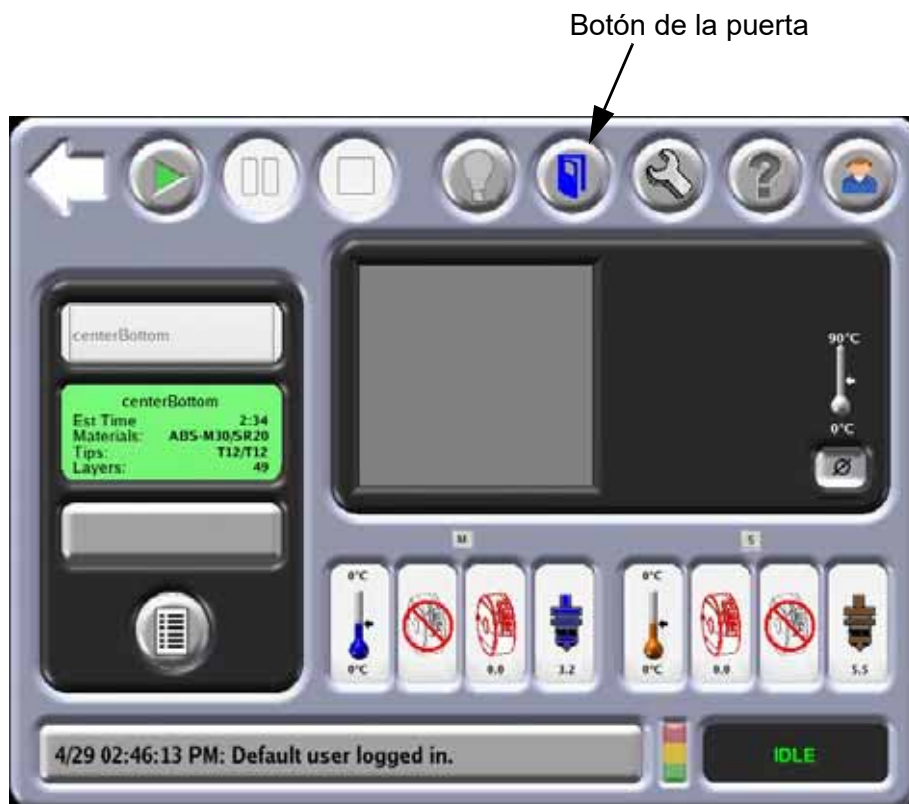 Botón de la puerta
centerBottom
centerBottom
Est Time 2:34
Materials: ABS-M30/SR20
Tips: T12/T12
Layers: 49
90°C
0°C
M
S
0°C
0°C
0.0
3.2
0°C
0°C
0.0
5.5
4/29 02:46:13 PM: Default user logged in.
IDLE